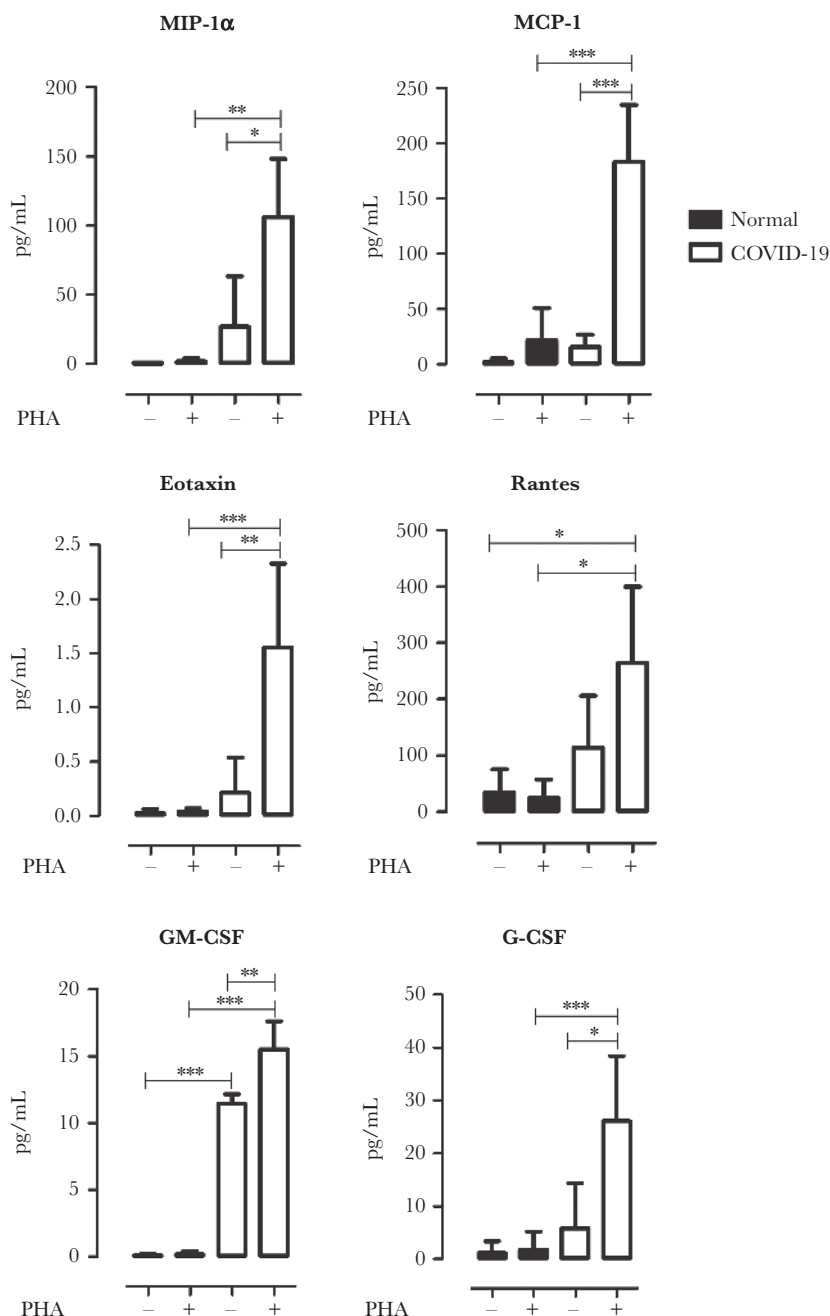 MIP-1α
200
150
100
50
0
pg/mL
**
*
PHA – + – +
MCP-1
250
200
150
100
50
0
pg/mL
***
***
PHA – + – +
Normal
COVID-19
Eotaxin
2.5
2.0
1.5
1.0
0.5
0.0
pg/mL
***
**
PHA – + – +
Rantes
500
400
300
200
100
0
pg/mL
*
*
PHA – + – +
GM-CSF
20
15
10
5
0
pg/mL
**
***
***
PHA – + – +
G-CSF
50
40
30
20
10
0
pg/mL
***
*
PHA – + – +